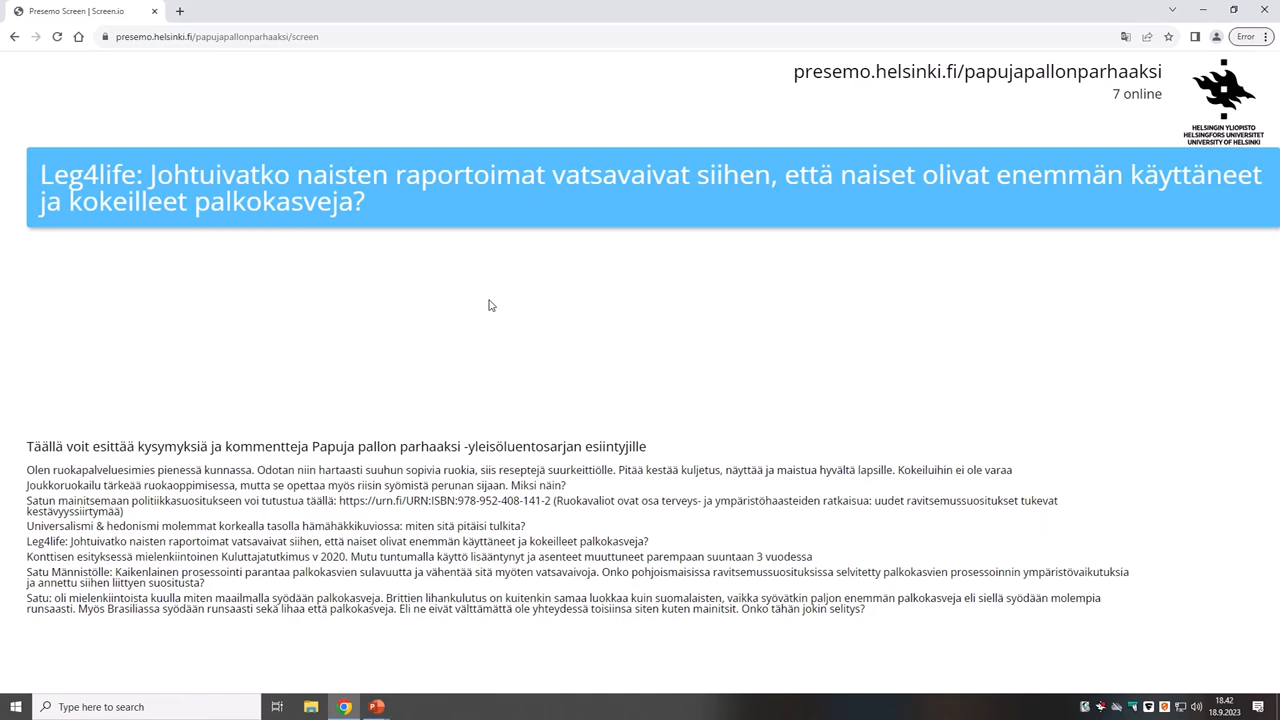 Presemo Screen | Screen.io
presemo.helsinki.fi/papujapallonparhaaksi/screen
Error
presemo.helsinki.fi/papujapallonparhaaksi
7 online
HELSINGIN YLIOPISTO
HELSINGFORS UNIVERSITET
UNIVERSITY OF HELSINKI
Leg4life: Johtuivatko naisten raportoimat vatsavaivat siihen, että naiset olivat enemmän käyttäneet
ja kokeilleet palkokasveja?
Täällä voit esittää kysymyksiä ja kommentteja Papuja pallon parhaaksi -yleisöluentosarjan esiintyjille
Olen ruokapalveluesimies pienessä kunnassa. Odotan niin hartaasti suuhun sopivia ruokia, siis reseptejä suurkeittiölle. Pitää kestää kuljetus, näyttää ja maistua hyvältä lapsille. Kokeiluihin ei ole varaa
Joukkoruokailu tärkeää ruokaoppimisessa, mutta se opettaa myös riisin syömistä perunan sijaan. Miksi näin?
Satun mainitsemaan politiikkasuositukseen voi tutustua täällä: https://urn.fi/URN:ISBN:978-952-408-141-2 (Ruokavaliot ovat osa terveys- ja ympäristöhaasteiden ratkaisua: uudet ravitsemussuositukset tukevat
kestävyyssiirtymää)
Universalismi & hedonismi molemmat korkealla tasolla hämähäkkikuviossa: miten sitä pitäisi tulkita?
Leg4life: Johtuivatko naisten raportoimat vatsavaivat siihen, että naiset olivat enemmän käyttäneet ja kokeilleet palkokasveja?
Konttisen esityksessä mielenkiintoinen Kuluttajatutkimus v 2020. Mutu tuntumalla käyttö lisääntynyt ja asenteet muuttuneet parempaan suuntaan 3 vuodessa
Satu Männistölle: Kaikenlainen prosessointi parantaa palkokasvien sulavuutta ja vähentää sitä myöten vatsavaivoja. Onko pohjoismaisissa ravitsemussuosituksissa selvitetty palkokasvien prosessoinnin ympäristövaikutuksia
ja annettu siihen liittyen suositusta?
Satu: oli mielenkiintoista kuulla miten maailmalla syödään palkokasveja. Brittien lihankulutus on kuitenkin samaa luokkaa kuin suomalaisten, vaikka syövätkin paljon enemmän palkokasveja eli siellä syödään molempia
runsaasti. Myös Brasiliassa syödään runsaasti sekä lihaa että palkokasveja. Eli ne eivät välttämättä ole yhteydessä toisiinsa siten kuten mainitsit. Onko tähän jokin selitys?
Type here to search
18.42
18.9.2023